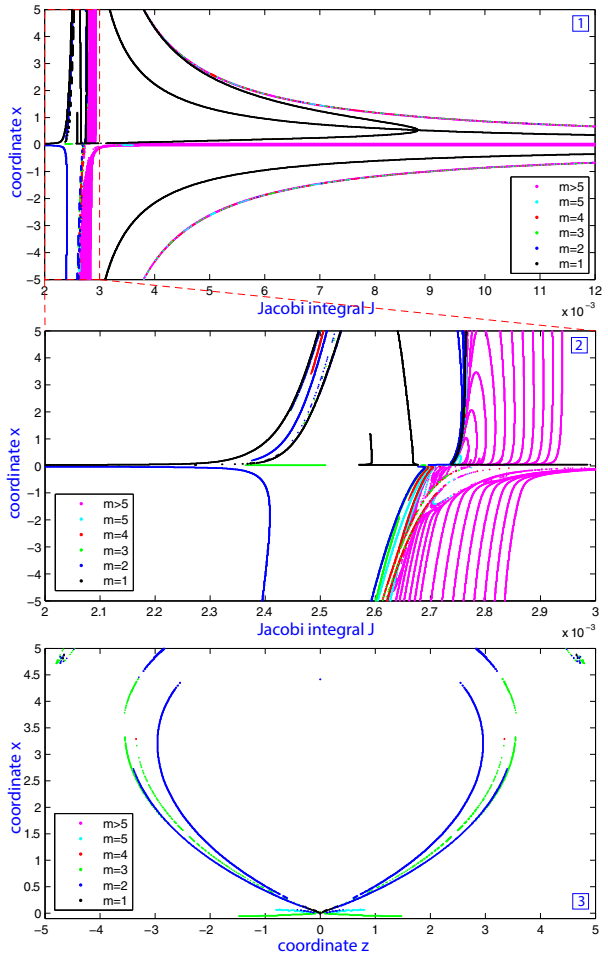 5
4
3
2
1
0
−1
−2
−3
−4
−5
coordinate x
1
m>5
m=5
m=4
m=3
m=2
m=1
2 3 4 5 6 7 8 9 10 11 12
x 10⁻³
Jacobi integral J
5
4
3
2
1
0
−1
−2
−3
−4
−5
coordinate x
2
m>5
m=5
m=4
m=3
m=2
m=1
2 2.1 2.2 2.3 2.4 2.5 2.6 2.7 2.8 2.9 3
x 10⁻³
Jacobi integral J
5
4.5
4
3.5
3
2.5
2
1.5
1
0.5
0
coordinate x
m>5
m=5
m=4
m=3
m=2
m=1
3
−5 −4 −3 −2 −1 0 1 2 3 4 5
coordinate z